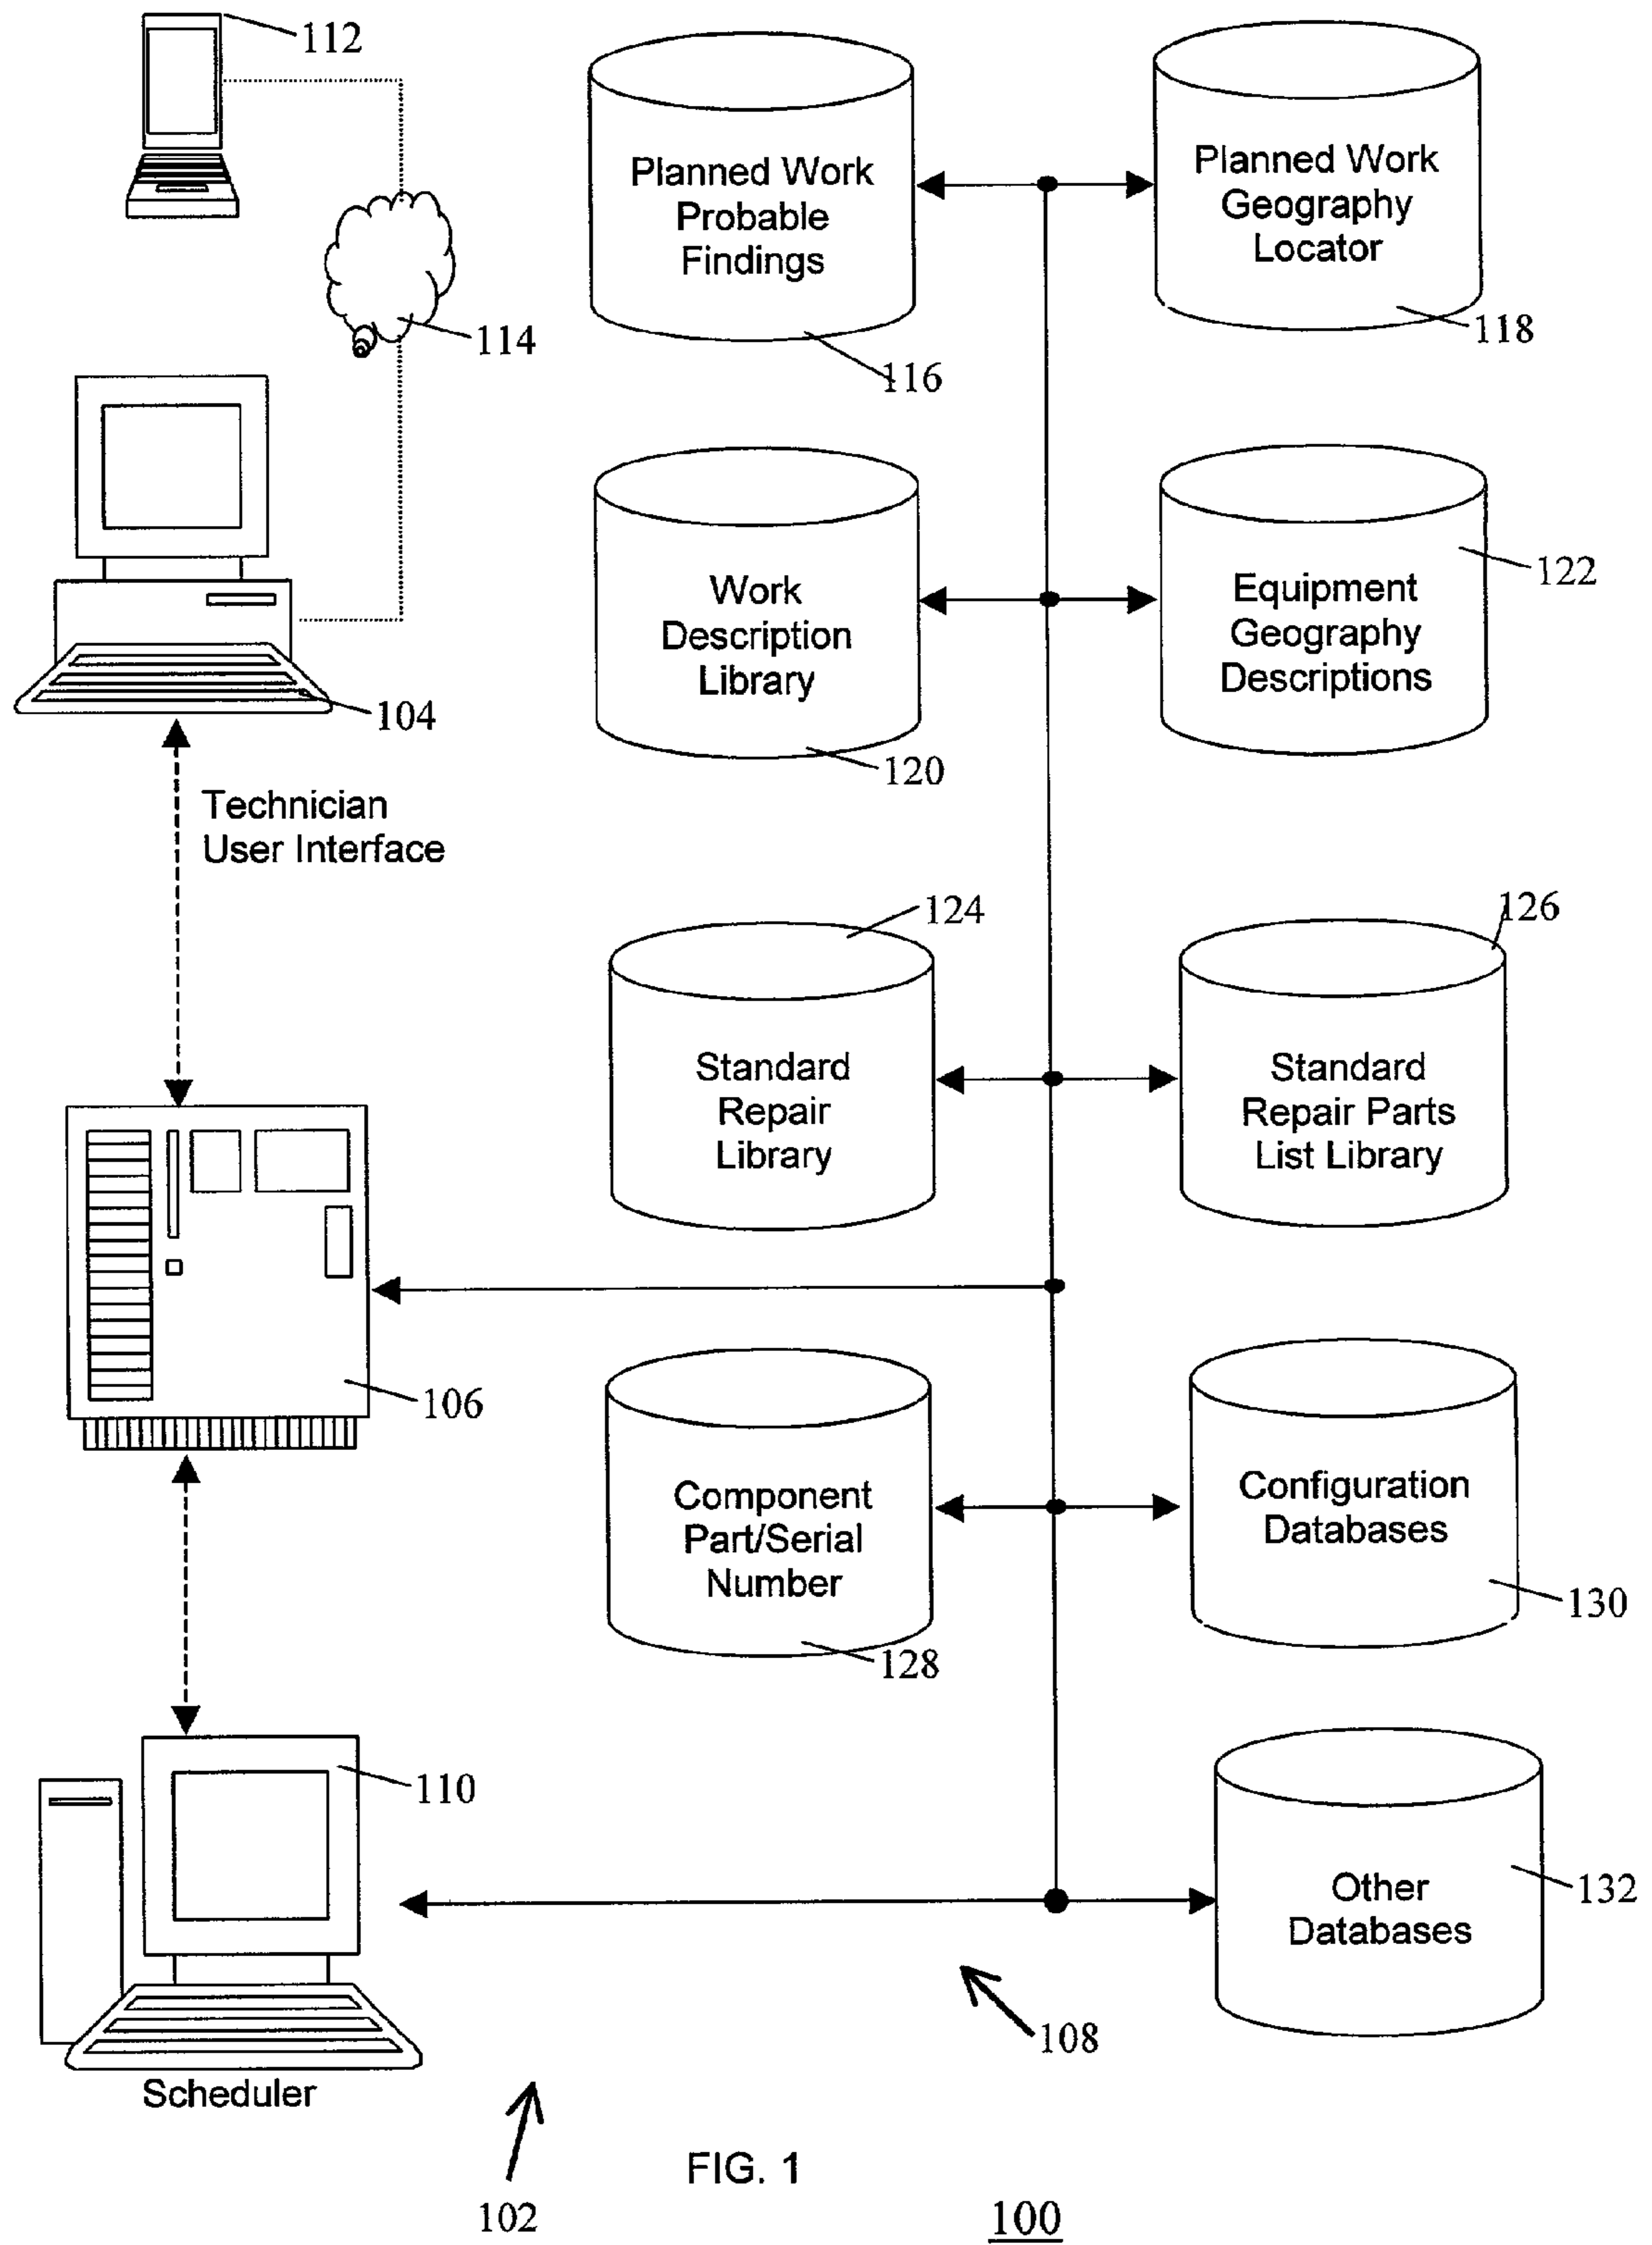 112
Planned Work
Probable
Findings
Planned Work
Geography
Locator
114
116
118
Work
Description
Library
Equipment
Geography
Descriptions
122
104
120
Technician
User Interface
124
126
Standard
Repair
Library
Standard
Repair Parts
List Library
106
Component
Part/Serial
Number
Configuration
Databases
128
130
110
Other
Databases
132
108
Scheduler
102
FIG. 1
100